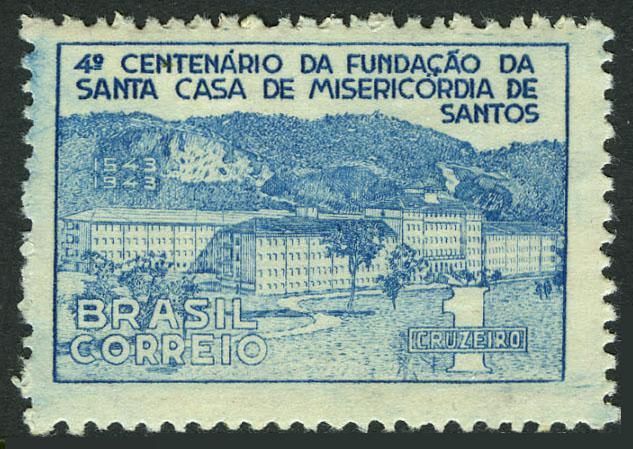 4º CENTENÁRIO DA FUNDAÇÃO DA
SANTA CASA DE MISERICÓRDIA DE
SANTOS
1543
1943
BRASIL
CORREIO
1
CRUZEIRO